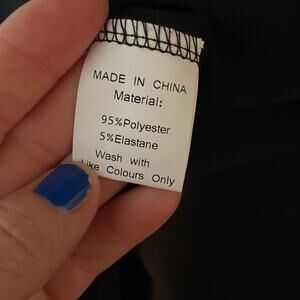 MADE IN CHINA
Material:
95%Polyester
5%Elastane
Wash with
Like Colours Only